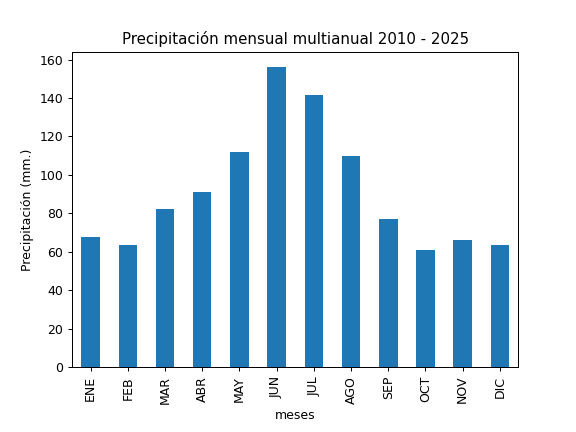 Precipitación mensual multianual 2010 - 2025
Precipitación (mm.)
160
140
120
100
80
60
40
20
0
ENE
FEB
MAR
ABR
MAY
JUN
JUL
AGO
SEP
OCT
NOV
DIC
meses